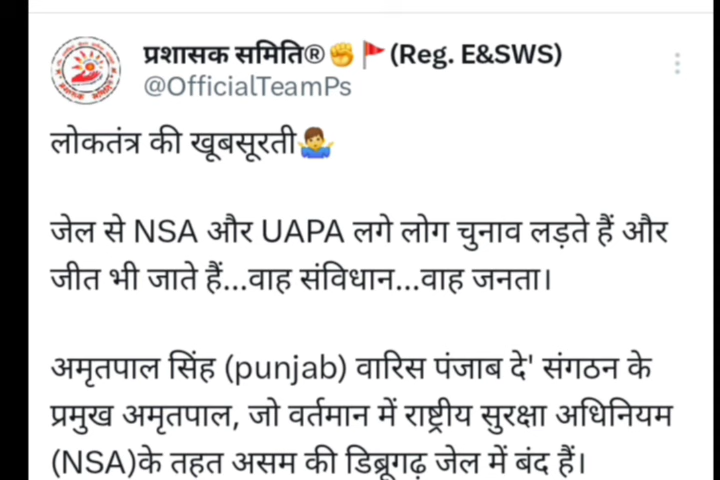 प्रशासक समिति®✊🚩(Reg. E&SWS)
@OfficialTeamPs
लोकतंत्र की खूबसूरती🤷‍♂️
जेल से NSA और UAPA लगे लोग चुनाव लड़ते हैं और
जीत भी जाते हैं...वाह संविधान...वाह जनता।
अमृतपाल सिंह (punjab) वारिस पंजाब दे' संगठन के
प्रमुख अमृतपाल, जो वर्तमान में राष्ट्रीय सुरक्षा अधिनियम
(NSA)के तहत असम की डिब्रूगढ़ जेल में बंद हैं।